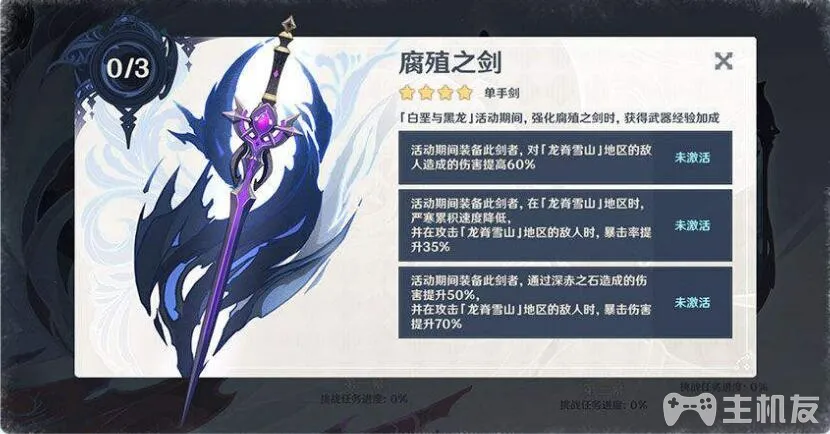 0/3
腐殖之剑
单手剑
「白垩与黑龙」活动期间，强化腐殖之剑时，获得武器经验加成
活动期间装备此剑者，对「龙脊雪山」地区的敌
人造成的伤害提高60%
未激活
活动期间装备此剑者，在「龙脊雪山」地区时，
严寒累积速度降低，
并在攻击「龙脊雪山」地区的敌人时，暴击率提
升35%
未激活
活动期间装备此剑者，通过深赤之石造成的伤
害提升50%，
并在攻击「龙脊雪山」地区的敌人时，暴击伤害
提升70%
未激活
挑战任务进度：0%
挑战任务进度：0%
挑战任务进度：0%
主机友